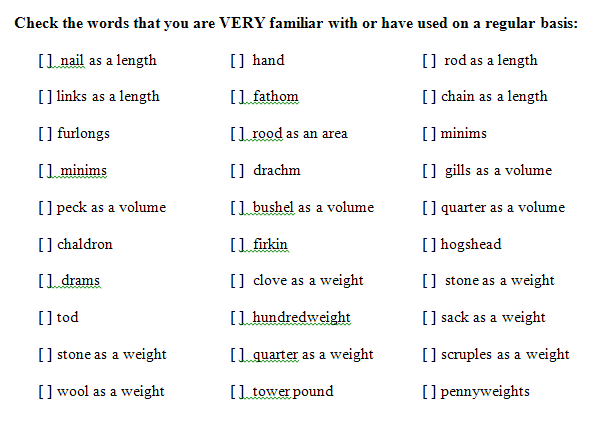 Check the words that you are VERY familiar with or have used on a regular basis:
[ ] nail as a length [ ] hand [ ] rod as a length
[ ] links as a length [ ] fathom [ ] chain as a length
[ ] furlongs [ ] rood as an area [ ] minims
[ ] minims [ ] drachm [ ] gills as a volume
[ ] peck as a volume [ ] bushel as a volume [ ] quarter as a volume
[ ] chaldron [ ] firkin [ ] hogshead
[ ] drams [ ] clove as a weight [ ] stone as a weight
[ ] tod [ ] hundredweight [ ] sack as a weight
[ ] stone as a weight [ ] quarter as a weight [ ] scruples as a weight
[ ] wool as a weight [ ] tower pound [ ] pennyweights